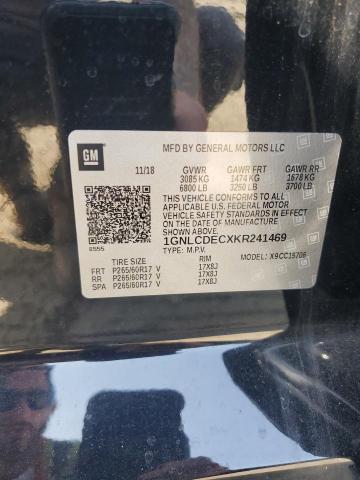 GM
MFD BY GENERAL MOTORS LLC
11/18 GVWR GAWR FRT GAWR RR
3085 KG 1474 KG 1678 KG
6800 LB 3250 LB 3700 LB
THIS VEHICLE CONFORMS TO ALL
APPLICABLE U.S. FEDERAL MOTOR
VEHICLE SAFETY STANDARDS IN
EFFECT ON THE DATE OF MANUFACTURE
SHOWN ABOVE.
1GNLCDECXKR241469
8555
TYPE: M.P.V. MODEL: X9CC15706
TIRE SIZE RIM
FRT P265/60R17 V 17X8J
RR P265/60R17 V 17X8J
SPA P265/60R17 V 17X8J